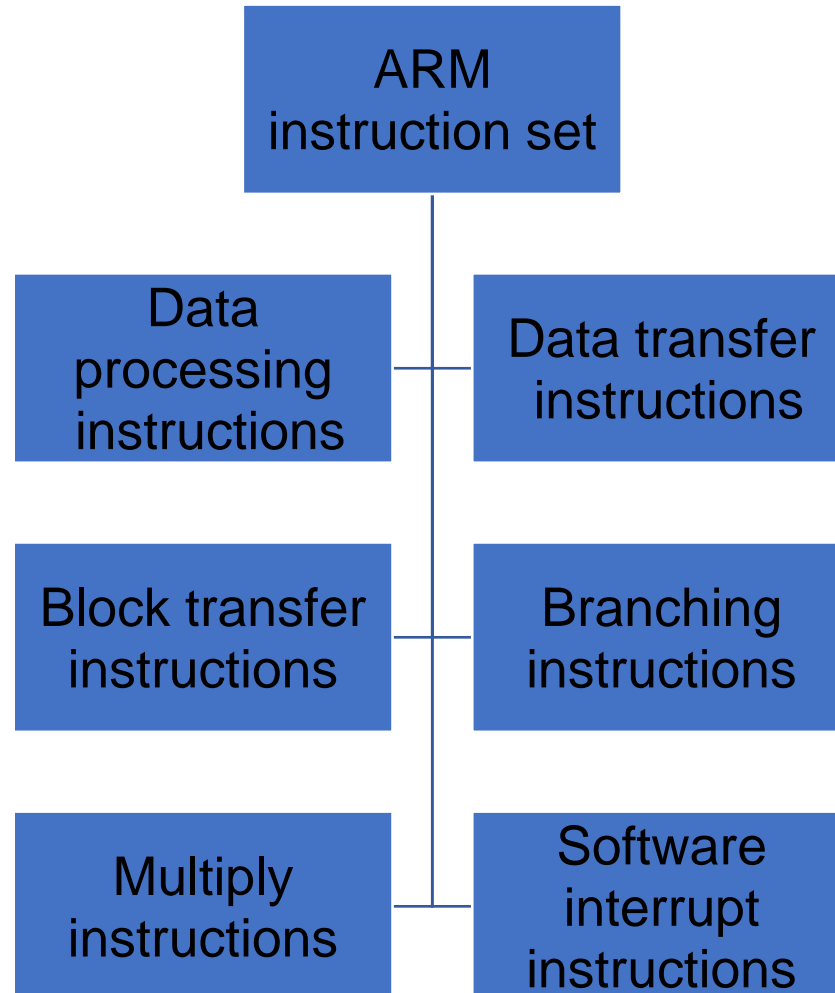 ARM
instruction set
Data
processing
instructions
Data transfer
instructions
Block transfer
instructions
Branching
instructions
Multiply
instructions
Software
interrupt
instructions